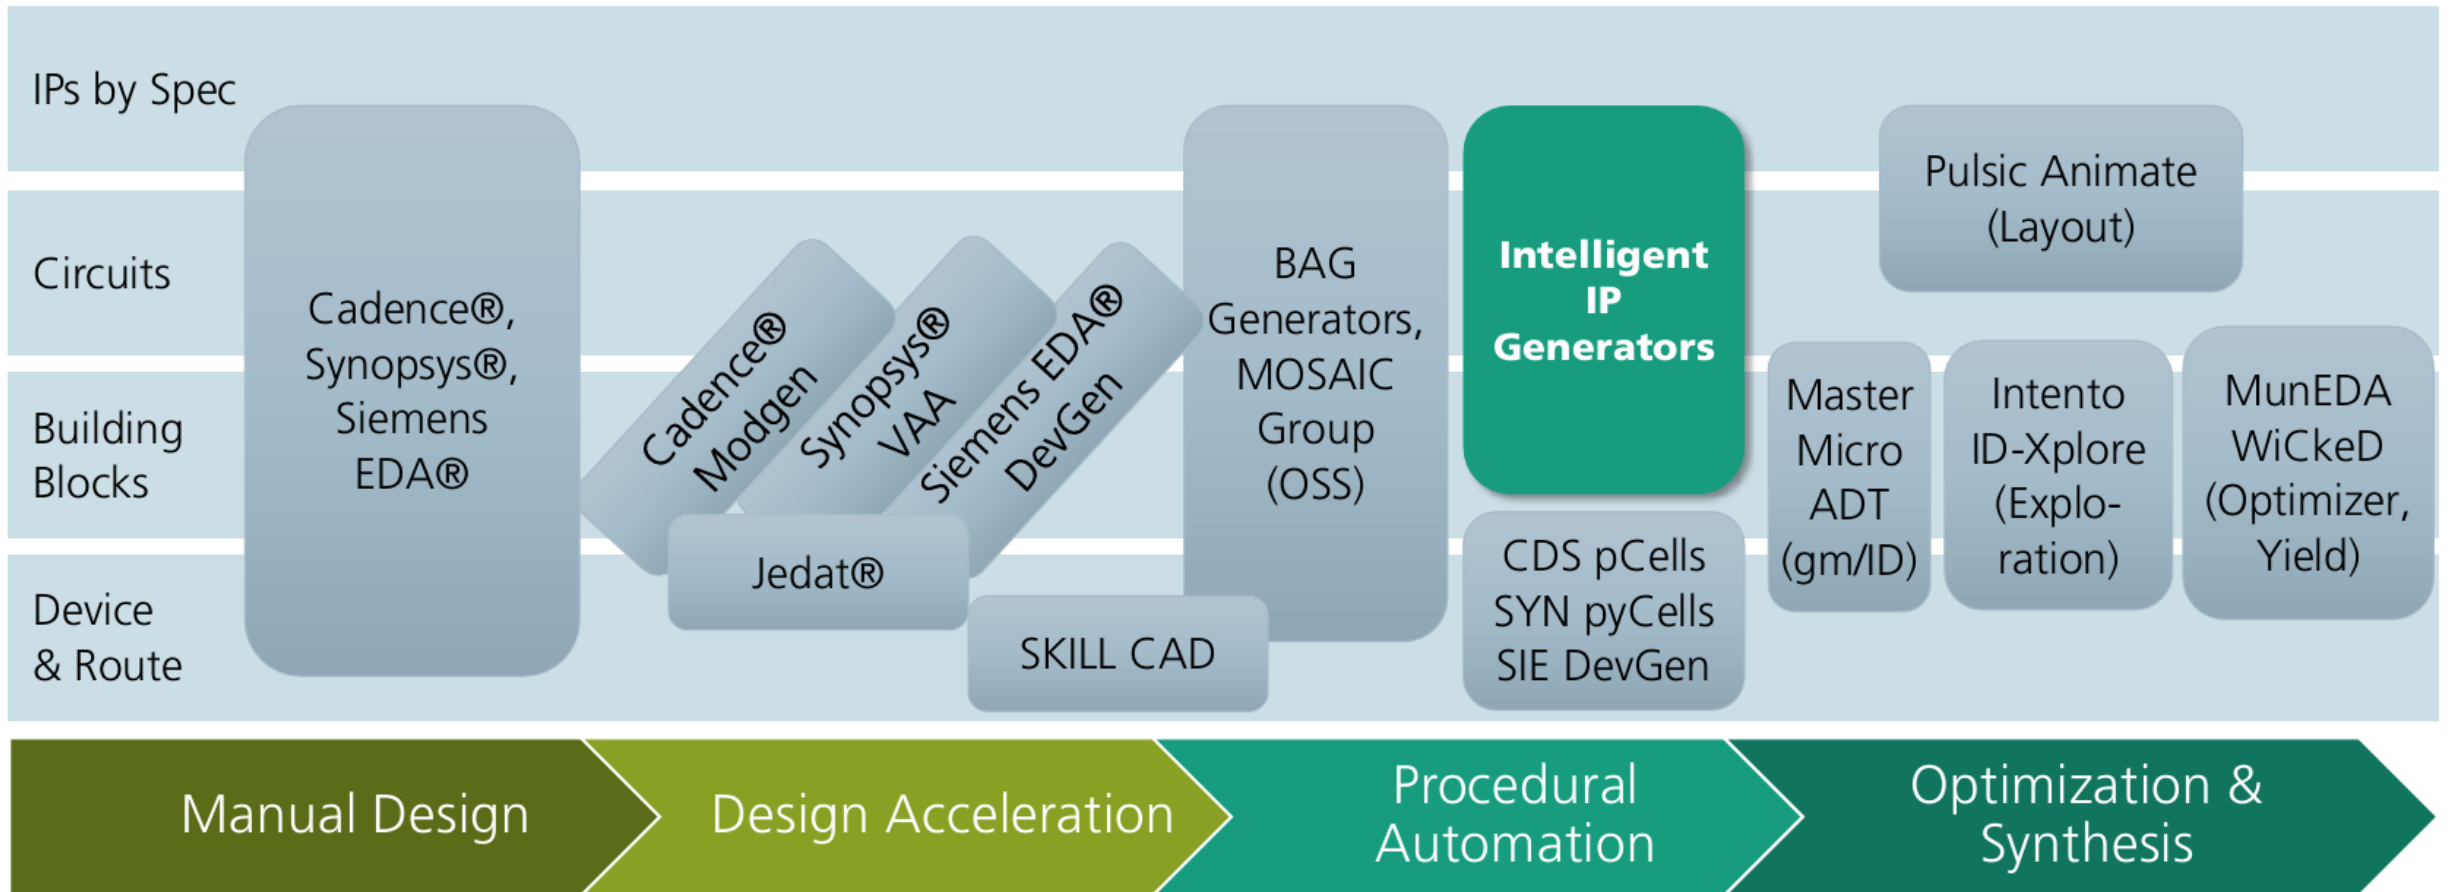 IPs by Spec
Circuits
Building
Blocks
Device
& Route
Cadence®,
Synopsys®,
Siemens
EDA®
Cadence®
Modgen
Synopsys®
VAA
Siemens EDA®
DevGen
Jedat®
SKILL CAD
BAG
Generators,
MOSAIC
Group
(OSS)
Intelligent
IP
Generators
CDS pCells
SYN pyCells
SIE DevGen
Pulsic Animate
(Layout)
Master
Micro
ADT
(gm/ID)
Intento
ID-Xplore
(Explo-
ration)
MunEDA
WiCkeD
(Optimizer,
Yield)
Manual Design
Design Acceleration
Procedural
Automation
Optimization &
Synthesis